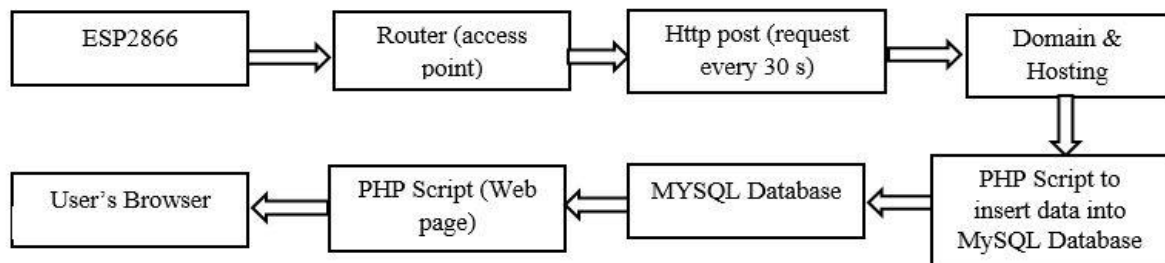 ESP2866
Router (access
point)
Http post (request
every 30 s)
Domain &
Hosting
PHP Script to
insert data into
MySQL Database
MYSQL Database
PHP Script (Web
page)
User's Browser